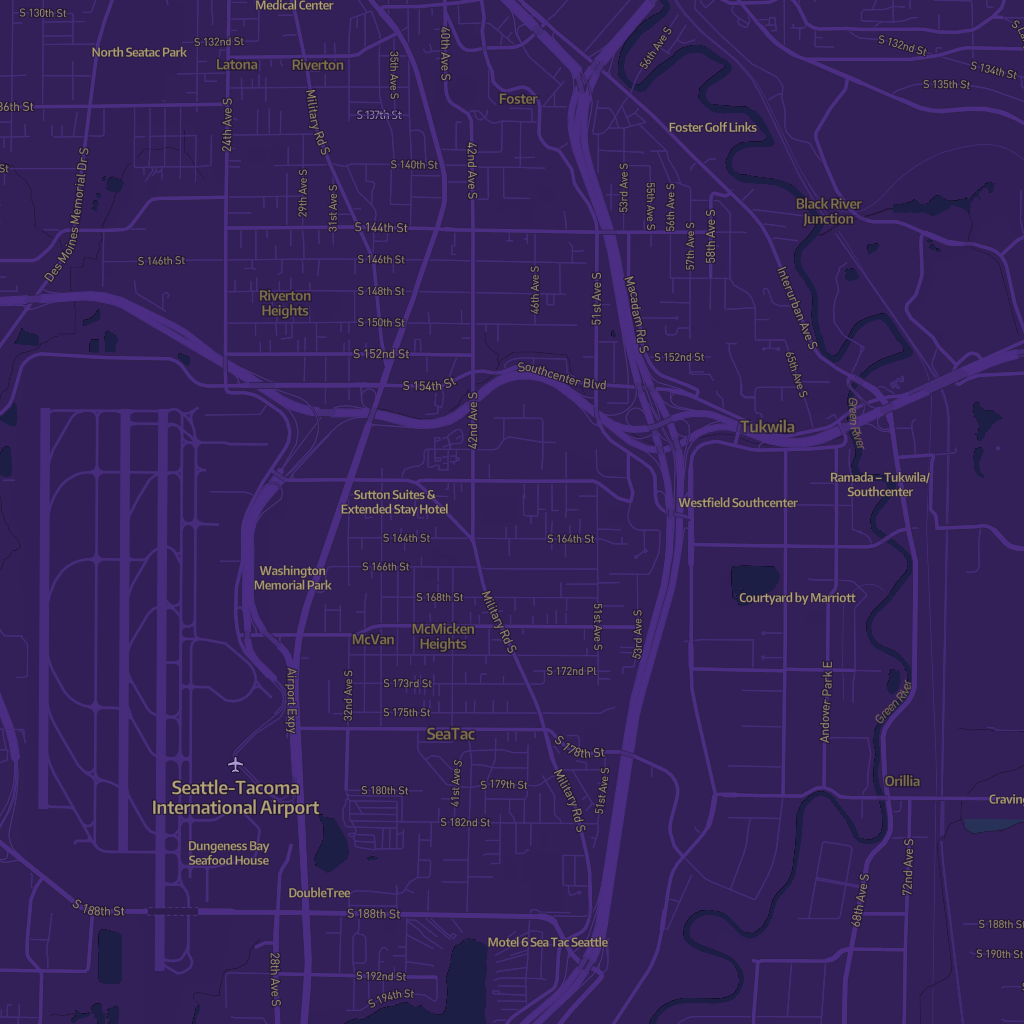 Medical Center
S 130th St
S 132nd St
North Seatac Park
Latona
Riverton
40th Ave S
35th Ave S
56th Ave S
S 132nd St
S 134th St
S 135th St
Foster
36th St
24th Ave S
Military Rd S
S 137th St
Foster Golf Links
St
S 140th St
42nd Ave S
53rd Ave S
55th Ave S
56th Ave S
57th Ave S
58th Ave S
Des Moines Memorial Dr S
29th Ave S
31st Ave S
Black River
Junction
S 144th St
S 146th St
S 146th St
Riverton
Heights
S 148th St
46th Ave S
51st Ave S
Macadam Rd S
Interurban Ave S
S 150th St
S 152nd St
S 152nd St
65th Ave S
S 154th St
Southcenter Blvd
42nd Ave S
Tukwila
Green River
Ramada – Tukwila/
Southcenter
Sutton Suites &
Extended Stay Hotel
Westfield Southcenter
S 164th St
S 164th St
Washington
Memorial Park
S 166th St
S 168th St
Courtyard by Marriott
Military Rd S
51st Ave S
53rd Ave S
McVan
McMicken
Heights
Airport Expy
32nd Ave S
S 172nd Pl
S 173rd St
Andover Park E
Green River
S 175th St
SeaTac
S 178th St
Seattle-Tacoma
International Airport
41st Ave S
S 179th St
S 180th St
Military Rd S
51st Ave S
Orillia
Craving
S 182nd St
Dungeness Bay
Seafood House
72nd Ave S
68th Ave S
DoubleTree
S 188th St
S 188th St
S 188th St
Motel 6 Sea Tac Seattle
S 190th St
28th Ave S
S 192nd St
S 194th St